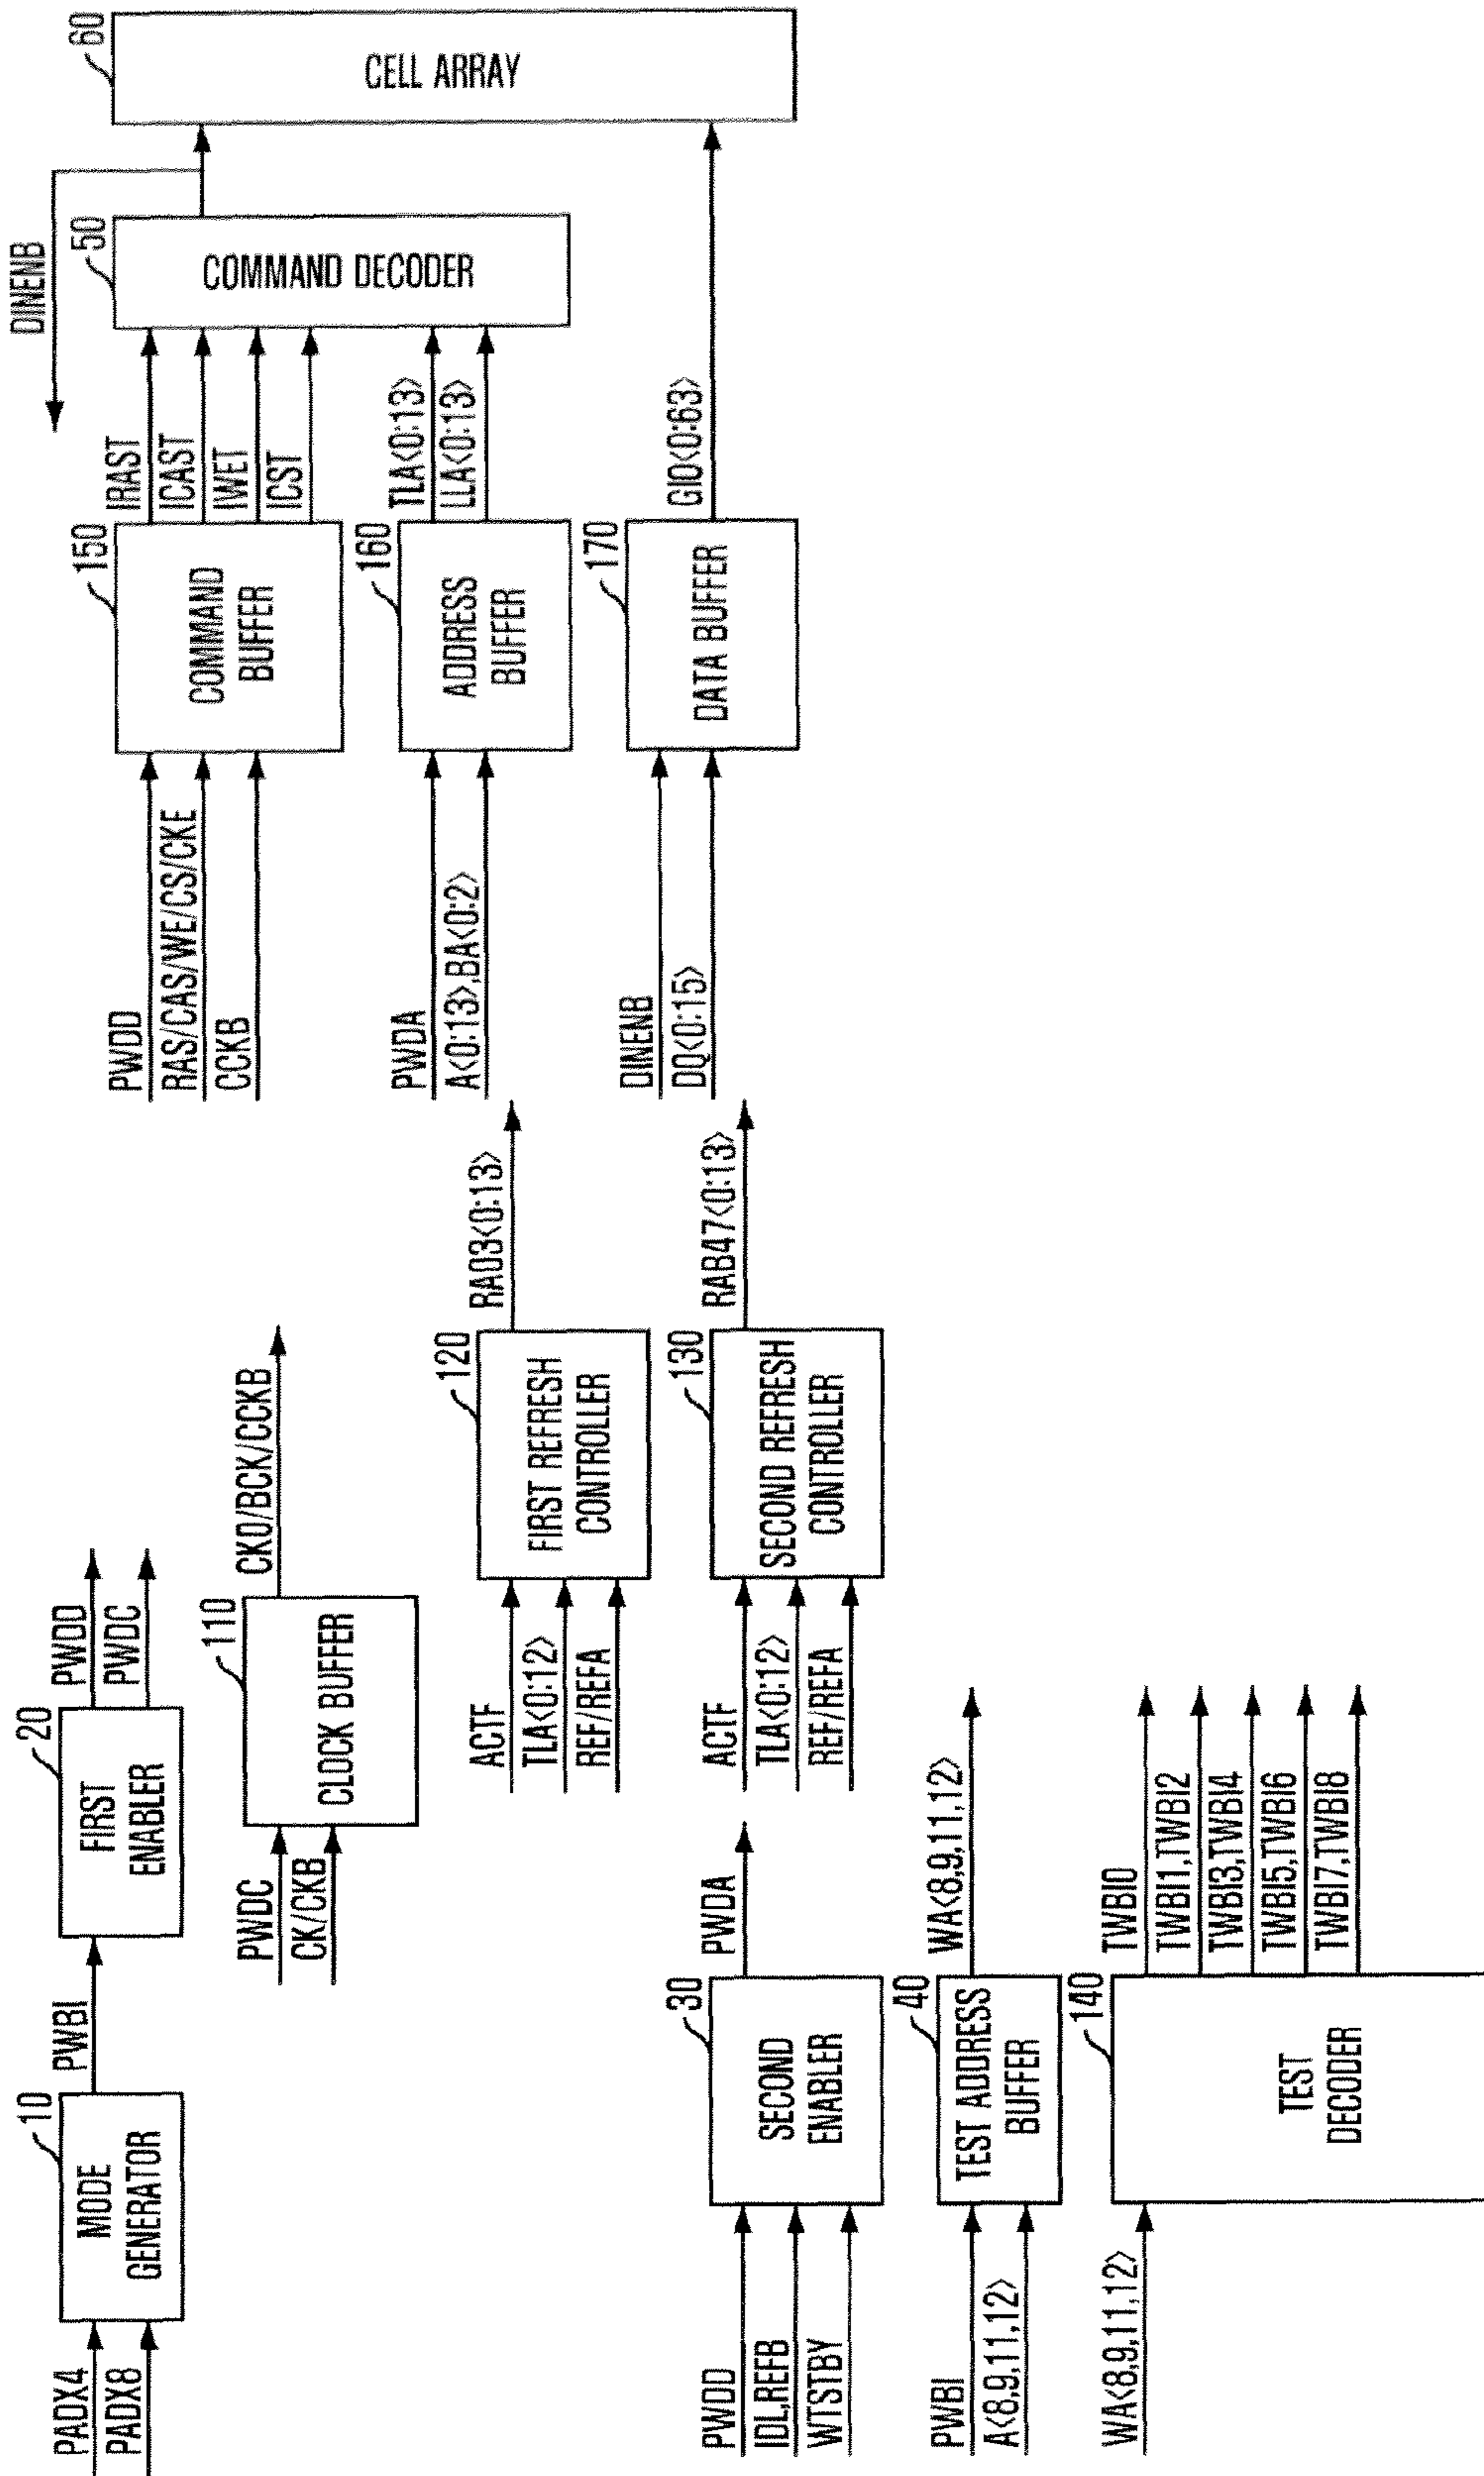 PADX4
PADX8
10
MODE
GENERATOR
PWBI
20
FIRST
ENABLER
PWDD
PWDC
PWDC
CK/CKB
110
CLOCK BUFFER
CK0/BCK/CCKB
ACTF
TLA<0:12>
REF/REFA
120
FIRST REFRESH
CONTROLLER
RA03<0:13>
ACTF
TLA<0:12>
REF/REFA
130
SECOND REFRESH
CONTROLLER
RAB47<0:13>
PWDD
IDL,REFB
WTSTBY
30
SECOND
ENABLER
PWDA
PWBI
A<8,9,11,12>
40
TEST ADDRESS
BUFFER
WA<8,9,11,12>
WA<8,9,11,12>
140
TEST
DECODER
TWBI0
TWBI1,TWBI2
TWBI3,TWBI4
TWBI5,TWBI6
TWBI7,TWBI8
PWDD
RAS/CAS/WE/CS/CKE
CCKB
150
COMMAND
BUFFER
IRAST
ICAST
IWET
ICST
PWDA
A<0:13>,BA<0:2>
160
ADDRESS
BUFFER
TLA<0:13>
LLA<0:13>
DINENB
DQ<0:15>
170
DATA BUFFER
GIO<0:63>
DINENB
50
COMMAND DECODER
60
CELL ARRAY